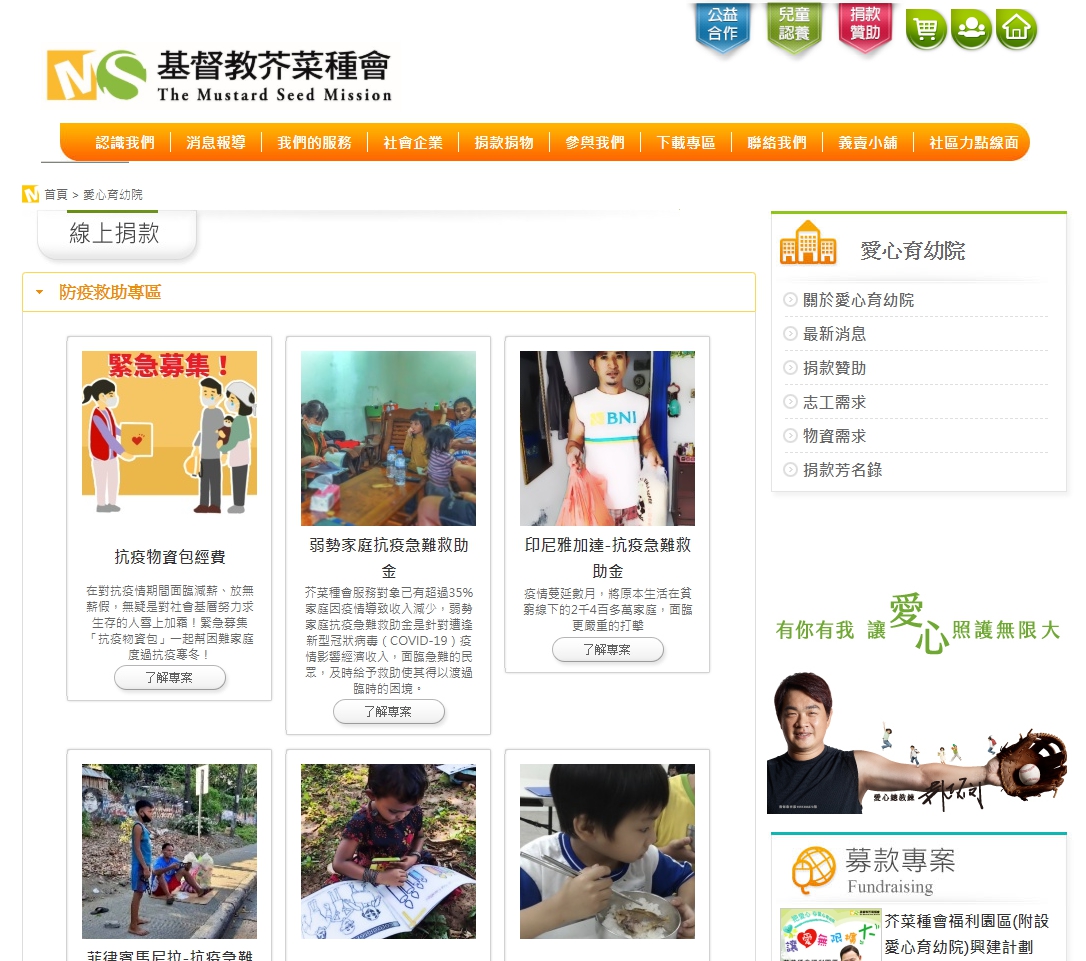 公益
合作
兒童
認養
捐款
贊助
基督教芥菜種會
The Mustard Seed Mission
認識我們
消息報導
我們的服務
社會企業
捐款捐物
參與我們
下載專區
聯絡我們
義賣小舖
社區力點線面
首頁 > 愛心育幼院
線上捐款
防疫救助專區
緊急募集！
抗疫物資包經費
在對抗疫情期間面臨減薪、放無
薪假，無疑是對社會基層努力求
生存的人雪上加霜！緊急募集
「抗疫物資包」一起幫困難家庭
度過抗疫寒冬！
了解專案
弱勢家庭抗疫急難救助
金
芥菜種會服務對象已有超過35%
家庭因疫情導致收入減少，弱勢
家庭抗疫急難救助金是針對遭逢
新型冠狀病毒（COVID-19）疫
情影響經濟收入，面臨急難的民
眾，及時給予救助使其得以渡過
臨時的困境。
了解專案
BNI
印尼雅加達-抗疫急難救
助金
疫情蔓延數月，將原本生活在貧
窮線下的2千4百多萬家庭，面臨
更嚴重的打擊
了解專案
菲律賓馬尼拉-抗疫急難
愛心育幼院
關於愛心育幼院
最新消息
捐款贊助
志工需求
物資需求
捐款芳名錄
有你有我 讓愛心照護無限大
愛心總教練
募款專案
Fundraising
讓愛無限擴大
芥菜種會福利園區(附設
愛心育幼院)興建計劃